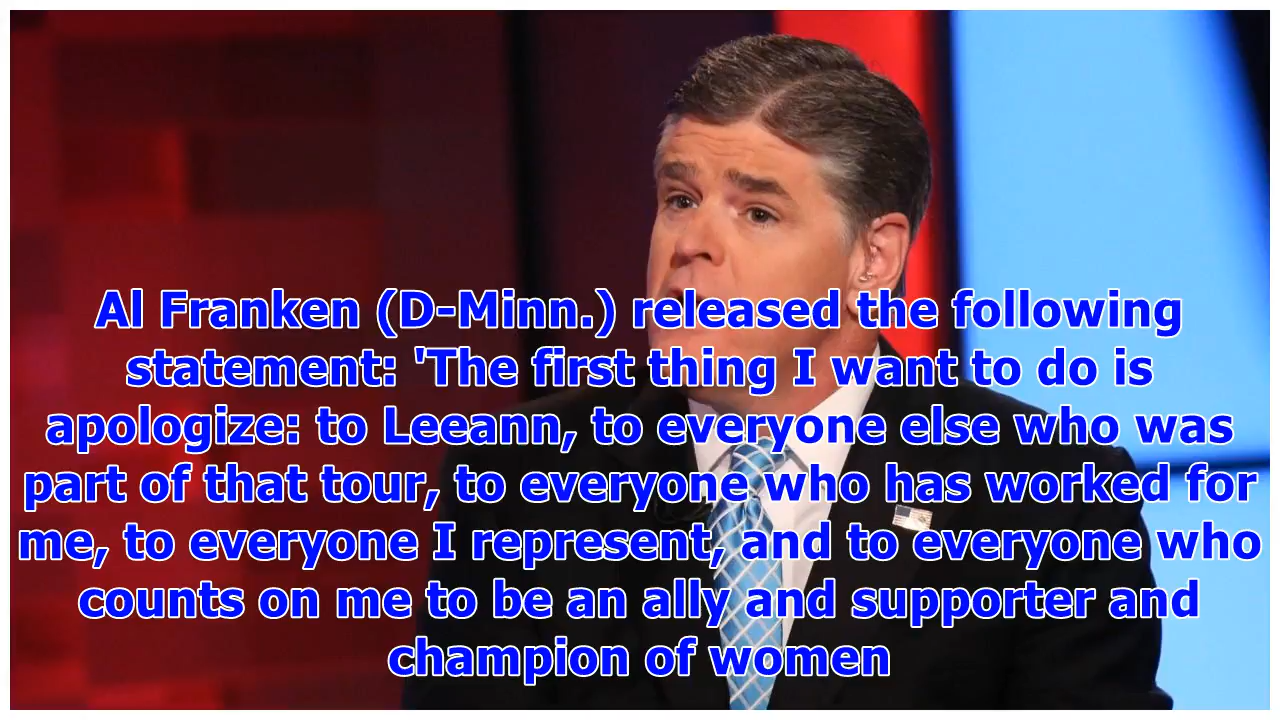 Al Franken (D-Minn.) released the following
statement: 'The first thing I want to do is
apologize: to Leeann, to everyone else who was
part of that tour, to everyone who has worked for
me, to everyone I represent, and to everyone who
counts on me to be an ally and supporter and
champion of women